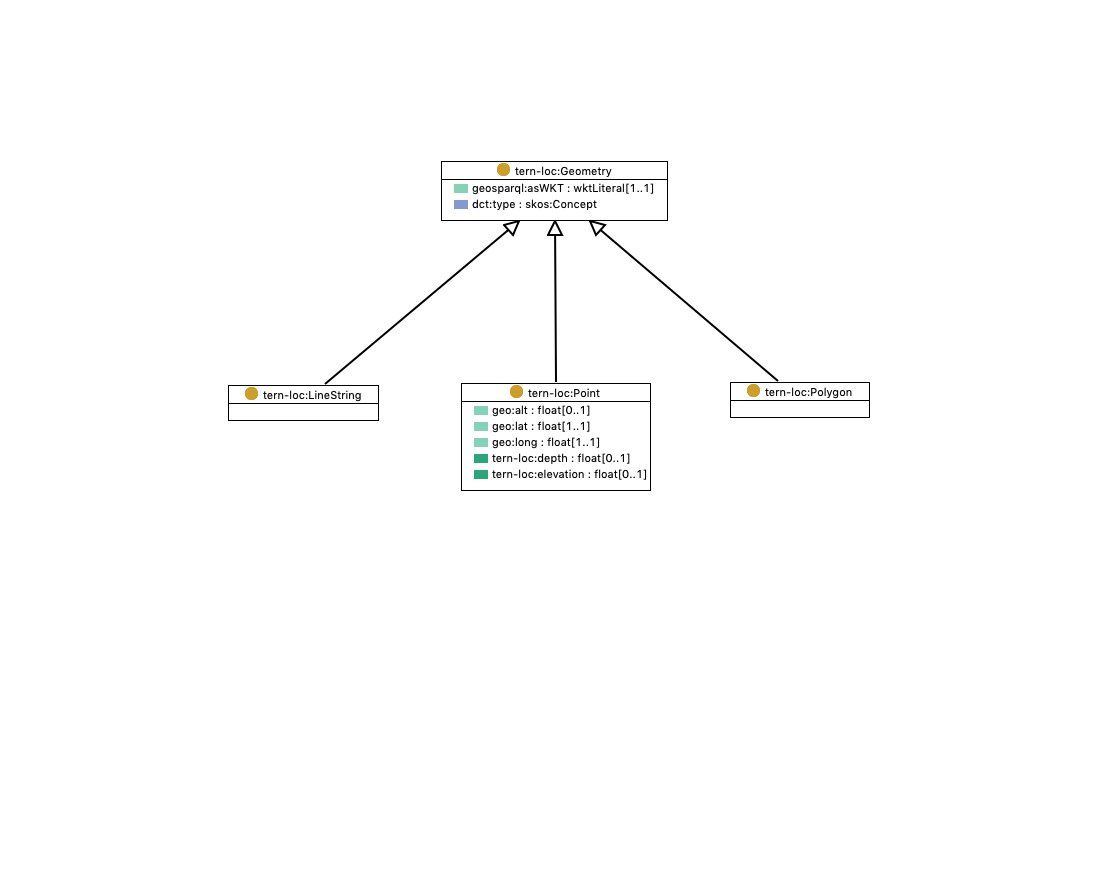 tern-loc:Geometry
geosparql:asWKT : wktLiteral[1..1]
dct:type : skos:Concept
tern-loc:LineString
tern-loc:Point
geo:alt : float[0..1]
geo:lat : float[1..1]
geo:long : float[1..1]
tern-loc:depth : float[0..1]
tern-loc:elevation : float[0..1]
tern-loc:Polygon